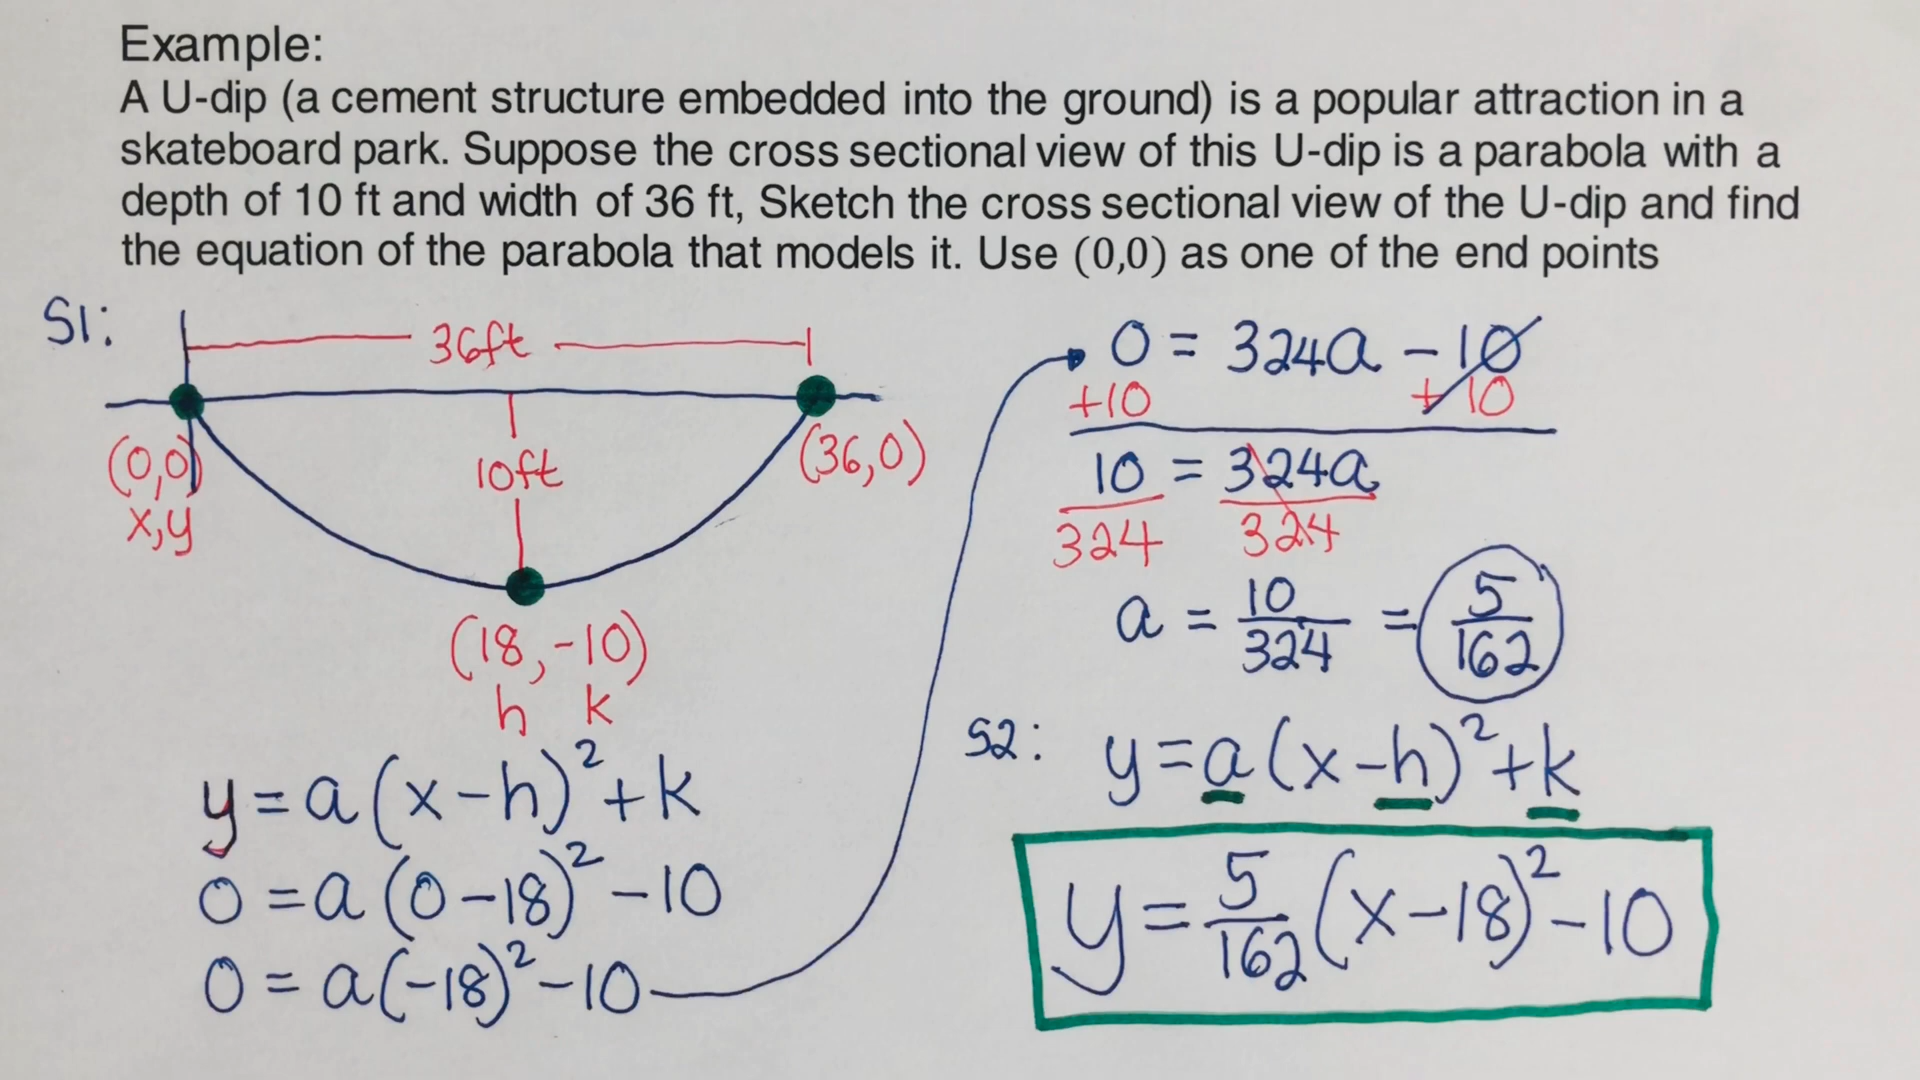 Example:
A U-dip (a cement structure embedded into the ground) is a popular attraction in a
skateboard park. Suppose the cross sectional view of this U-dip is a parabola with a
depth of 10 ft and width of 36 ft, Sketch the cross sectional view of the U-dip and find
the equation of the parabola that models it. Use (0,0) as one of the end points
S1:
36ft
(0,0)
x,y
10ft
(36,0)
(18,-10)
h k
y=a(x-h)²+k
0=a(0-18)²-10
0=a(-18)²-10
0=324a-10
+10 +10
10=324a
324 324
a=10/324=5/162
S2: y=a(x-h)²+k
y=5/162(x-18)²-10